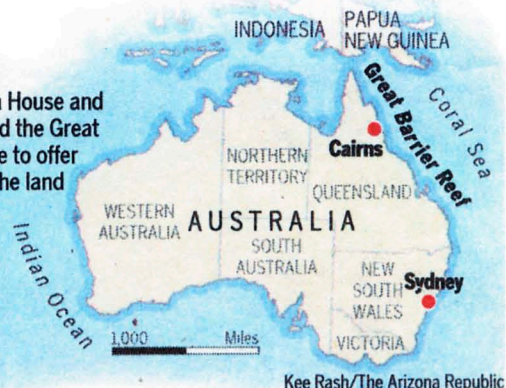 INDONESIA
PAPUA
NEW GUINEA
House and
d the Great
e to offer
he land
Great Barrier Reef
Coral Sea
Cairns
NORTHERN
TERRITORY
QUEENSLAND
WESTERN
AUSTRALIA
AUSTRALIA
SOUTH
AUSTRALIA
Indian Ocean
NEW
SOUTH
WALES
Sydney
VICTORIA
1,000 Miles
Kee Rash/The Arizona Republic